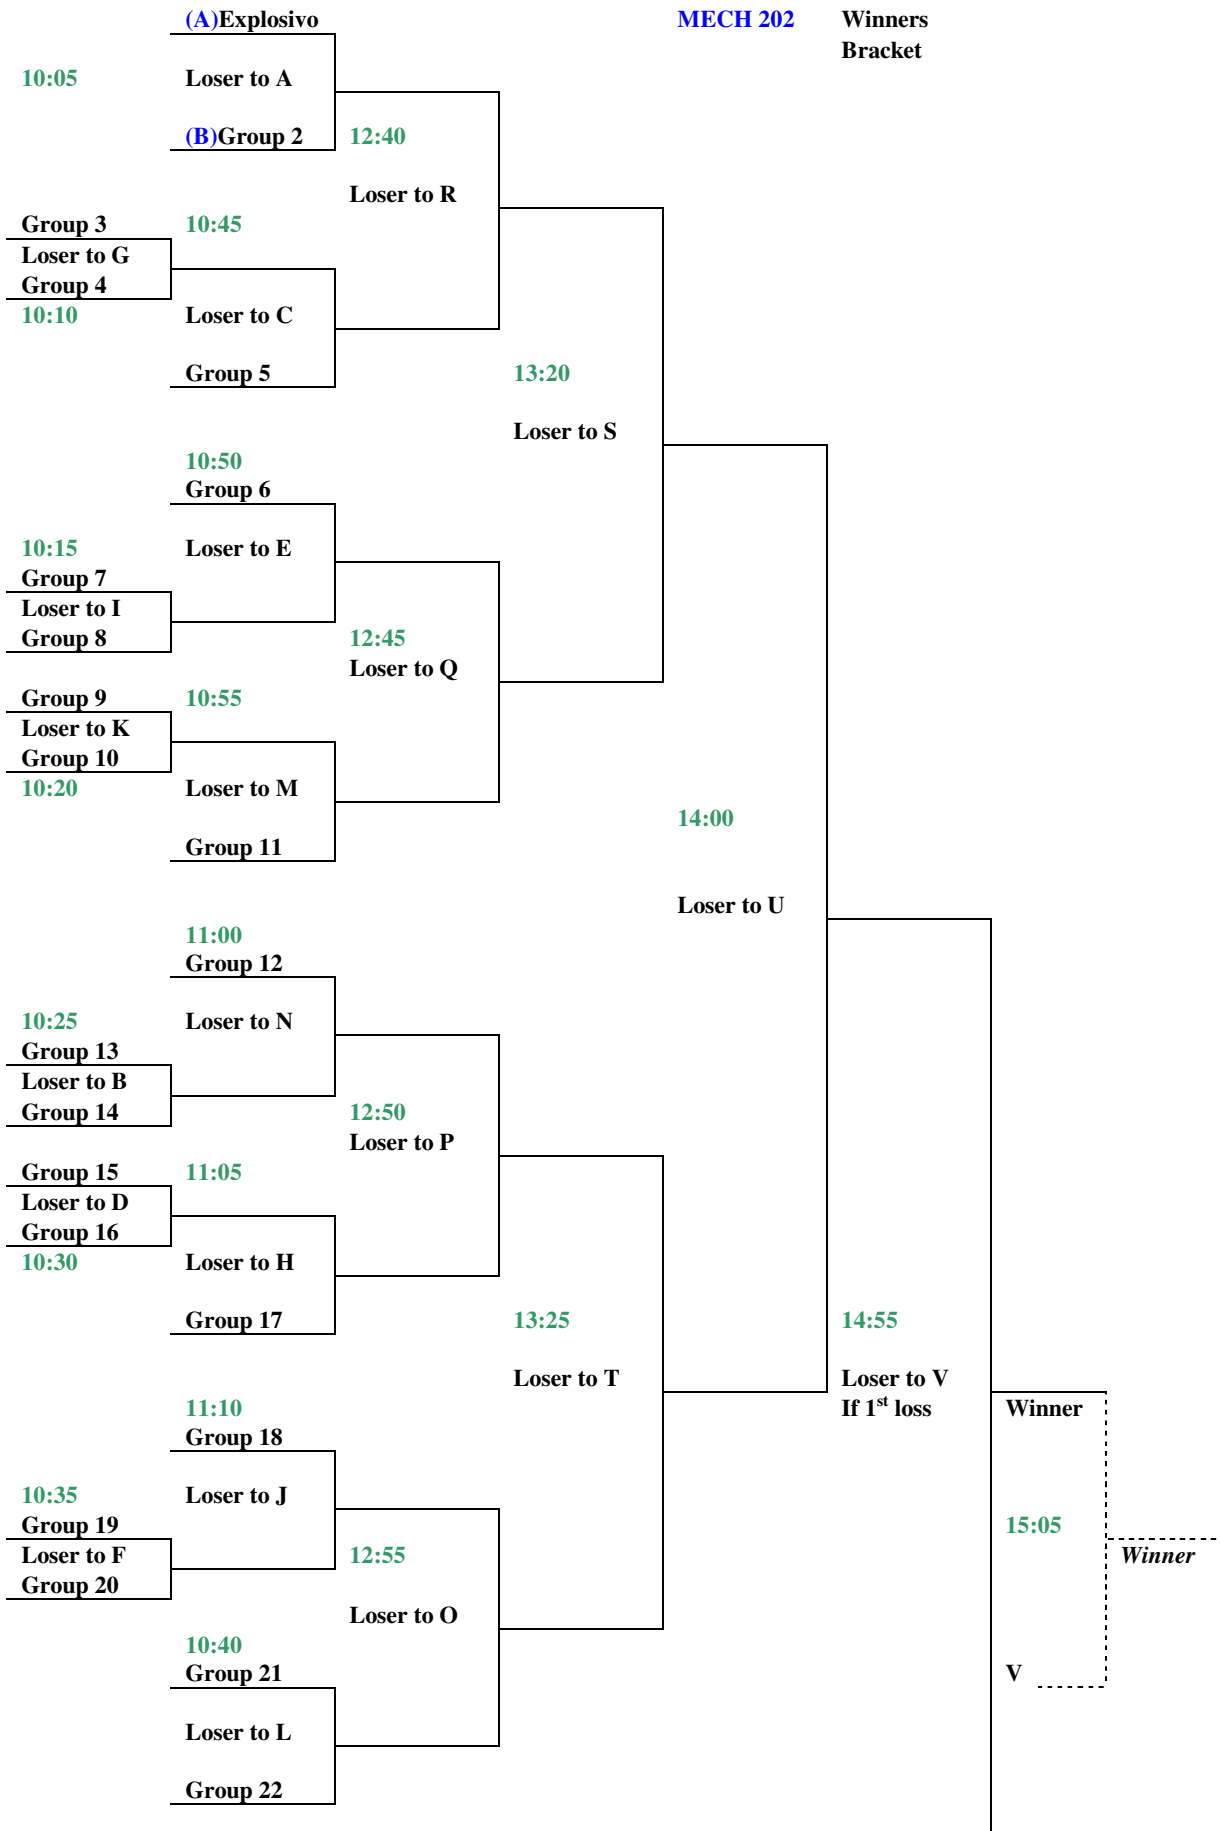 (A)Explosivo
MECH 202
Winners
Bracket
10:05
Loser to A
(B)Group 2
12:40
Loser to R
Group 3
10:45
Loser to G
Group 4
10:10
Loser to C
Group 5
13:20
Loser to S
10:50
Group 6
10:15
Loser to E
Group 7
Loser to I
Group 8
12:45
Loser to Q
Group 9
10:55
Loser to K
Group 10
10:20
Loser to M
14:00
Group 11
Loser to U
11:00
Group 12
10:25
Loser to N
Group 13
Loser to B
Group 14
12:50
Loser to P
Group 15
11:05
Loser to D
Group 16
10:30
Loser to H
Group 17
13:25
14:55
Loser to T
Loser to V
If 1st loss
Winner
11:10
Group 18
10:35
Loser to J
Group 19
15:05
Loser to F
12:55
Winner
Group 20
Loser to O
10:40
Group 21
V
Loser to L
Group 22